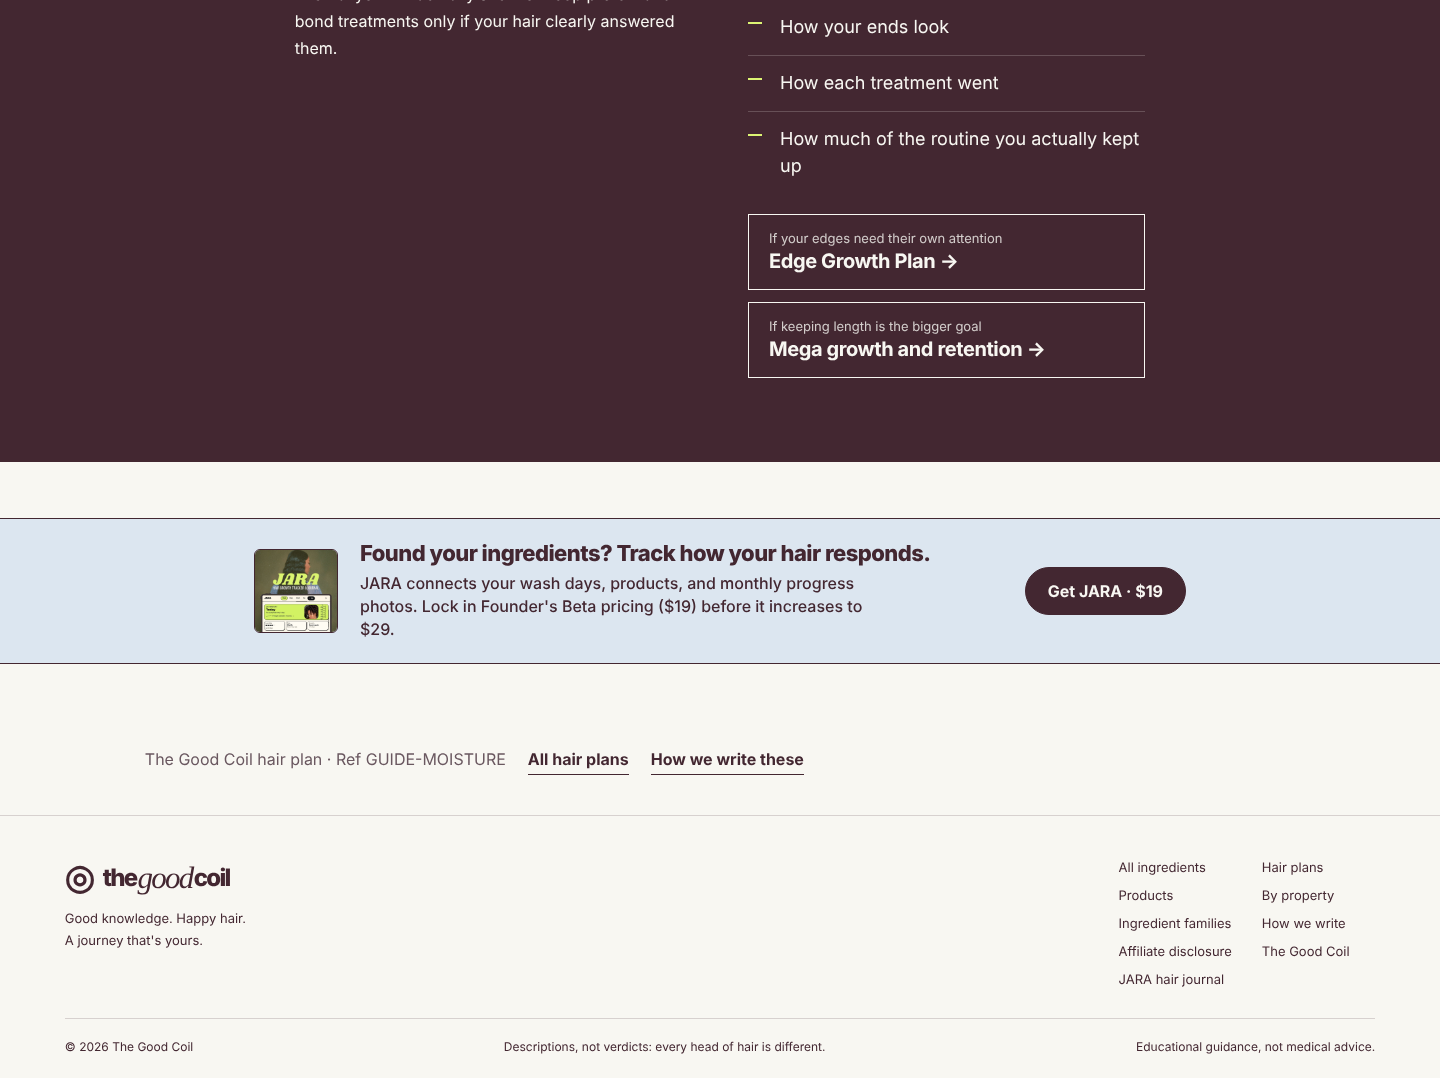 bond treatments only if your hair clearly answered
them.
How your ends look
How each treatment went
How much of the routine you actually kept
up
If your edges need their own attention
Edge Growth Plan →
If keeping length is the bigger goal
Mega growth and retention →
JARA
Found your ingredients? Track how your hair responds.
JARA connects your wash days, products, and monthly progress
photos. Lock in Founder's Beta pricing ($19) before it increases to
$29.
Get JARA · $19
The Good Coil hair plan · Ref GUIDE-MOISTURE
All hair plans
How we write these
thegoodcoil
Good knowledge. Happy hair.
A journey that's yours.
All ingredients
Products
Ingredient families
Affiliate disclosure
JARA hair journal
Hair plans
By property
How we write
The Good Coil
© 2026 The Good Coil
Descriptions, not verdicts: every head of hair is different.
Educational guidance, not medical advice.